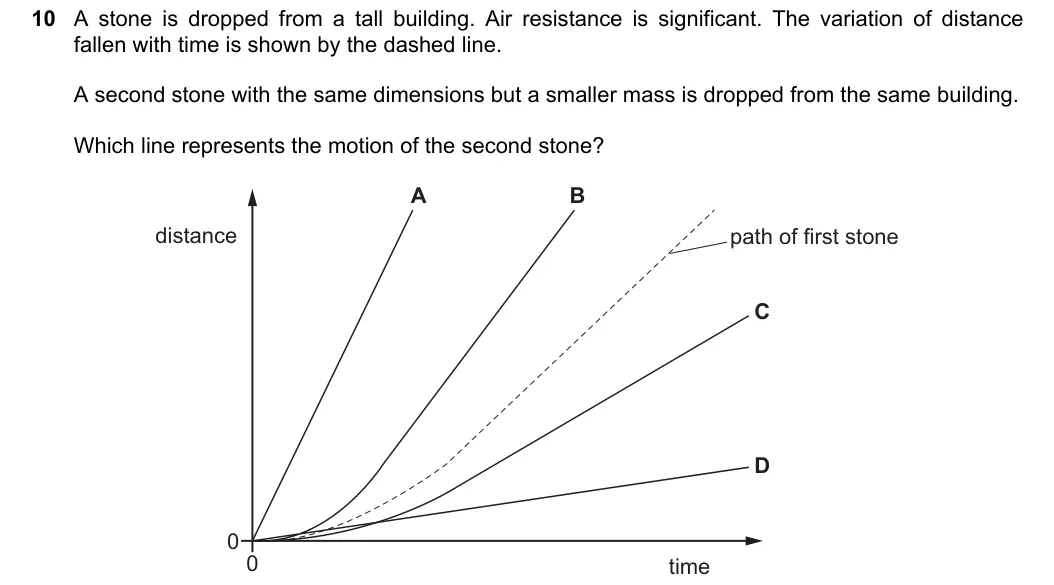 10 A stone is dropped from a tall building. Air resistance is significant. The variation of distance
fallen with time is shown by the dashed line.
A second stone with the same dimensions but a smaller mass is dropped from the same building.
Which line represents the motion of the second stone?
A
B
distance
path of first stone
C
D
0
0
time